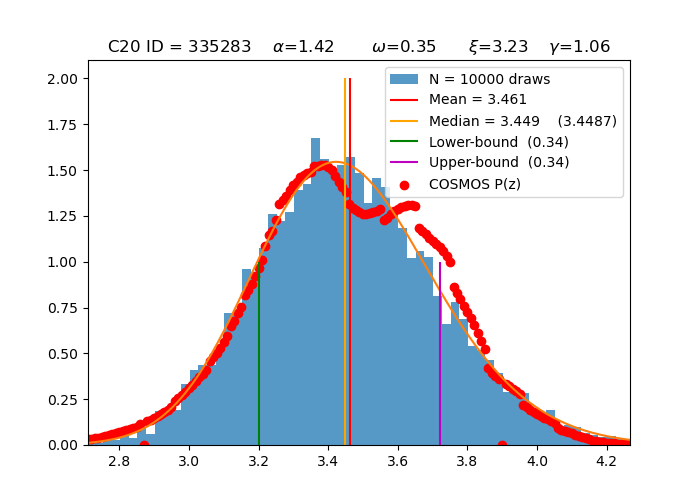 C20 ID = 335283 α=1.42 ω=0.35 ξ=3.23 γ=1.06
N = 10000 draws
Mean = 3.461
Median = 3.449 (3.4487)
Lower-bound (0.34)
Upper-bound (0.34)
COSMOS P(z)
2.00
1.75
1.50
1.25
1.00
0.75
0.50
0.25
0.00
2.8 3.0 3.2 3.4 3.6 3.8 4.0 4.2